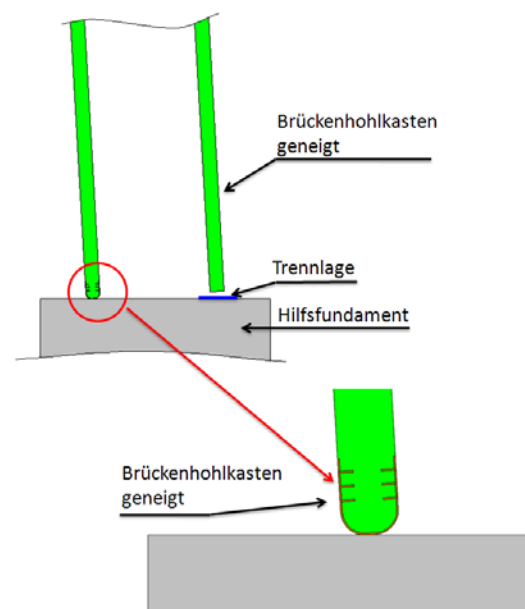 Brückenhohlkasten
geneigt
Trennlage
Hilfsfundament
Brückenhohlkasten
geneigt